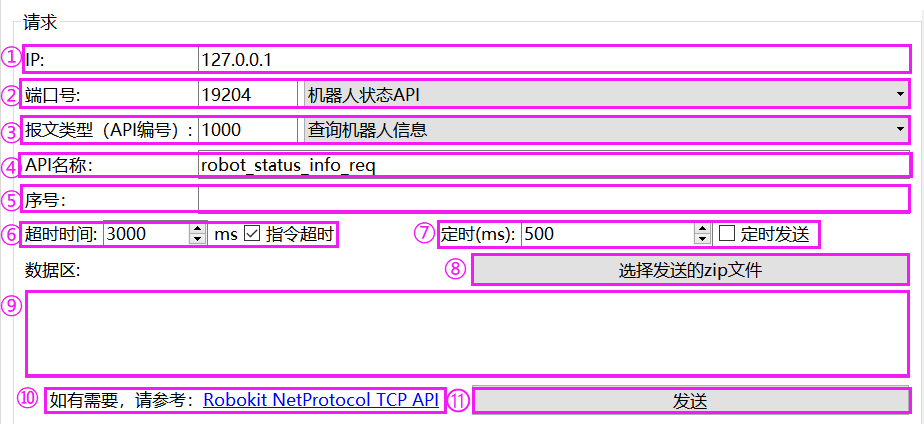 请求
① IP: 127.0.0.1
② 端口号: 19204 机器人状态API
③ 报文类型（API编号）: 1000 查询机器人信息
④ API名称: robot_status_info_req
⑤ 序号:
⑥ 超时时间: 3000 ms 指令超时 ⑦ 定时(ms): 500 定时发送
数据区: ⑧ 选择发送的zip文件
⑨
⑩ 如有需要，请参考: Robokit NetProtocol TCP API ⑪ 发送